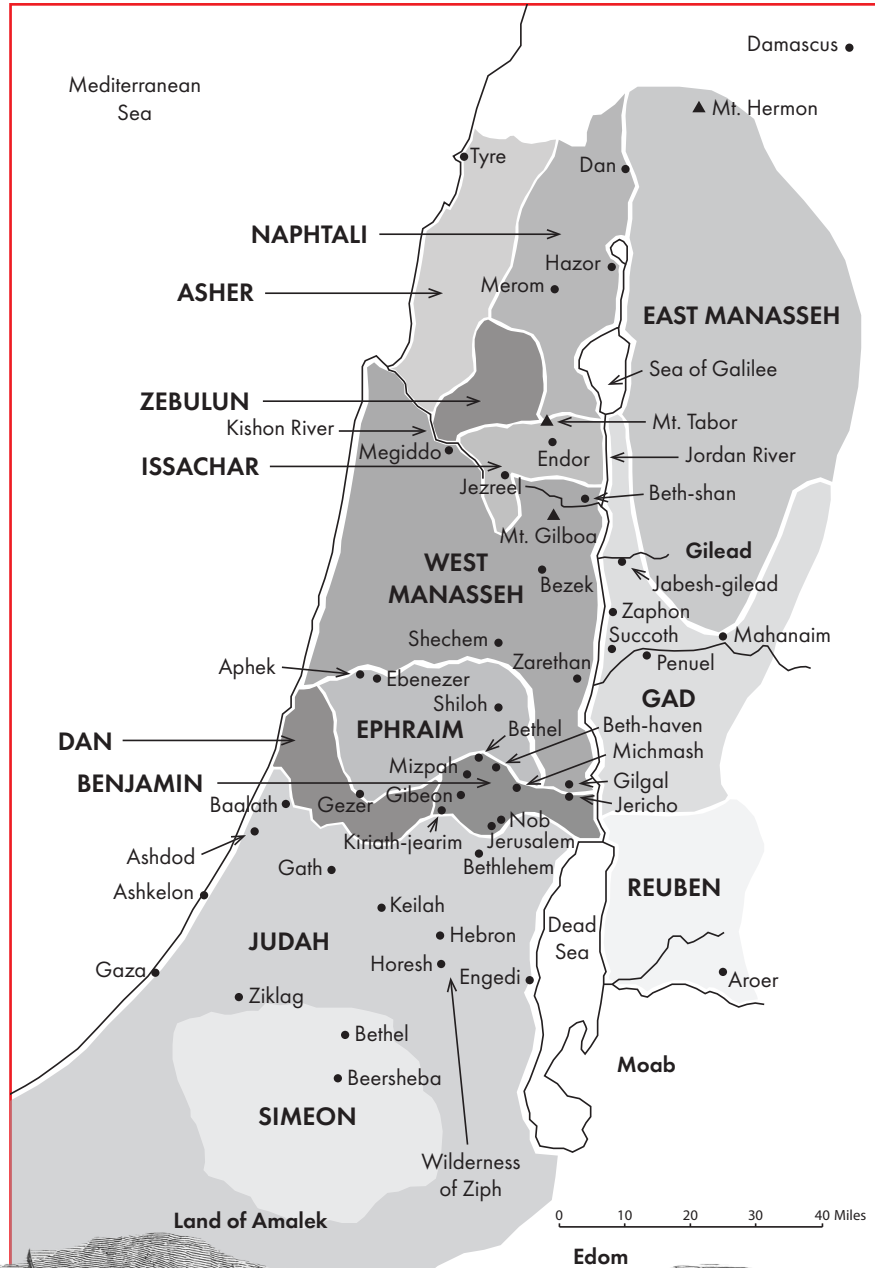 Damascus
Mediterranean
Sea
Mt. Hermon
Tyre
Dan
NAPHTALI
Hazor
Merom
ASHER
EAST MANASSEH
Sea of Galilee
ZEBULUN
Kishon River
Mt. Tabor
Megiddo
Endor
Jordan River
ISSACHAR
Jezreel
Beth-shan
Mt. Gilboa
Gilead
WEST
MANASSEH
Bezek
Jabesh-gilead
Zaphon
Shechem
Succoth
Mahanaim
Zarethan
Penuel
Aphek
Ebenezer
Shiloh
GAD
EPHRAIM
Bethel
Beth-haven
DAN
Michmash
Mizpah
BENJAMIN
Gilgal
Gibeon
Baalath
Gezer
Jericho
Nob
Kiriath-jearim
Jerusalem
Ashdod
Bethlehem
Gath
Ashkelon
REUBEN
Keilah
Dead
Sea
JUDAH
Hebron
Horesh
Gaza
Engedi
Aroer
Ziklag
Bethel
Moab
Beersheba
SIMEON
Wilderness
of Ziph
Land of Amalek
0 10 20 30 40 Miles
Edom